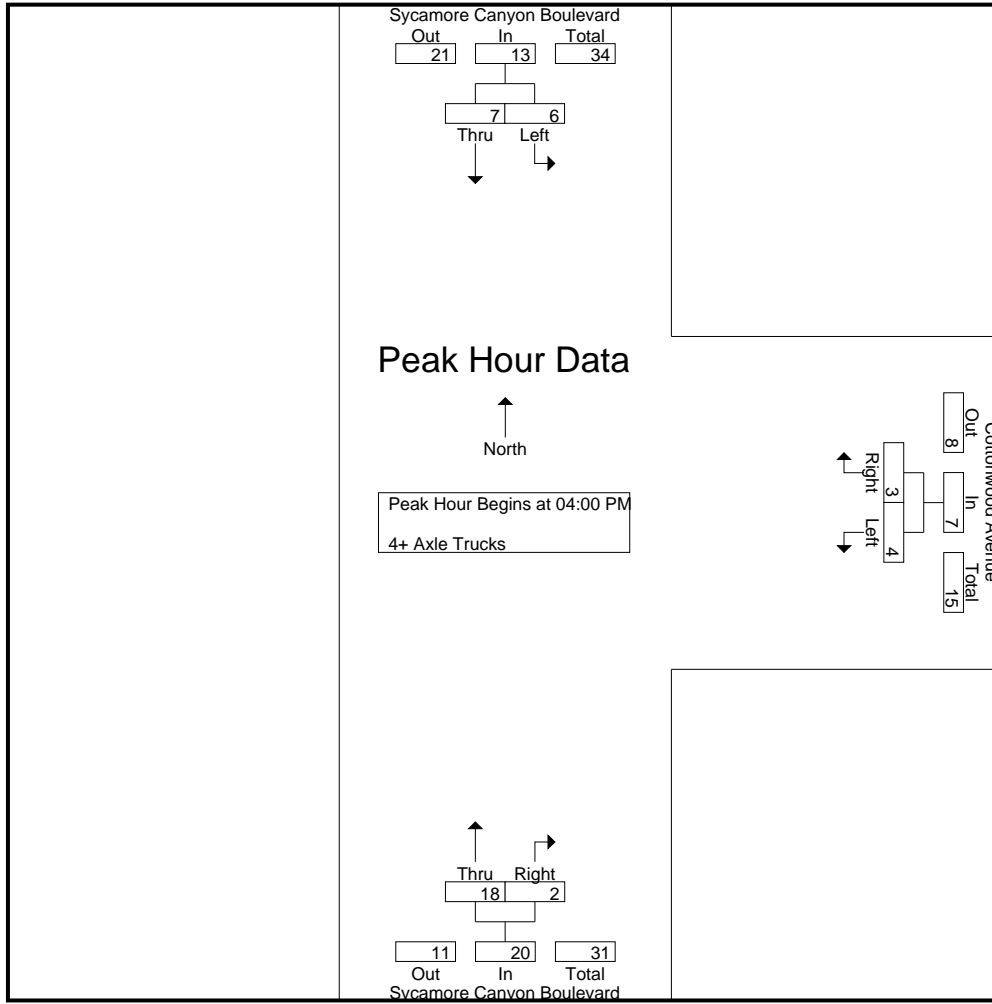 Sycamore Canyon Boulevard
Out In Total
21 13 34
7 6
Thru Left
Peak Hour Data
North
Peak Hour Begins at 04:00 PM
4+ Axle Trucks
Cottonwood Avenue
Out In Total
8 7 15
3 4
Right Left
Thru Right
18 2
11 20 31
Out In Total
Sycamore Canyon Boulevard